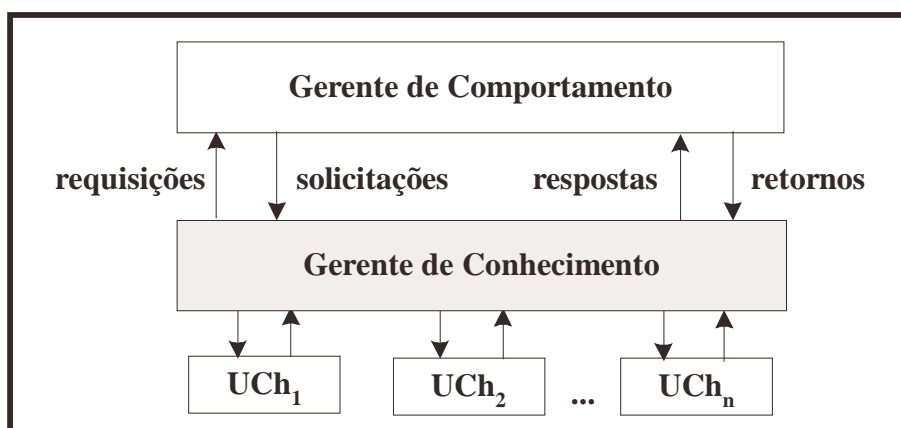 Gerente de Comportamento
requisições solicitações respostas retornos
Gerente de Conhecimento
UCh₁ UCh₂ ... UChₙ